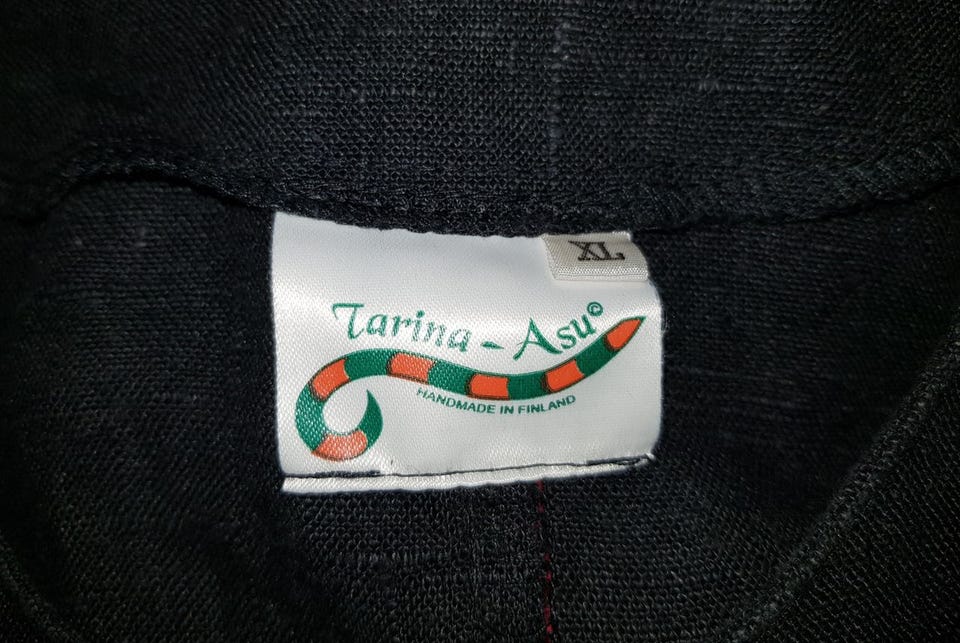 XL
Tarina - Asu©
HANDMADE IN FINLAND